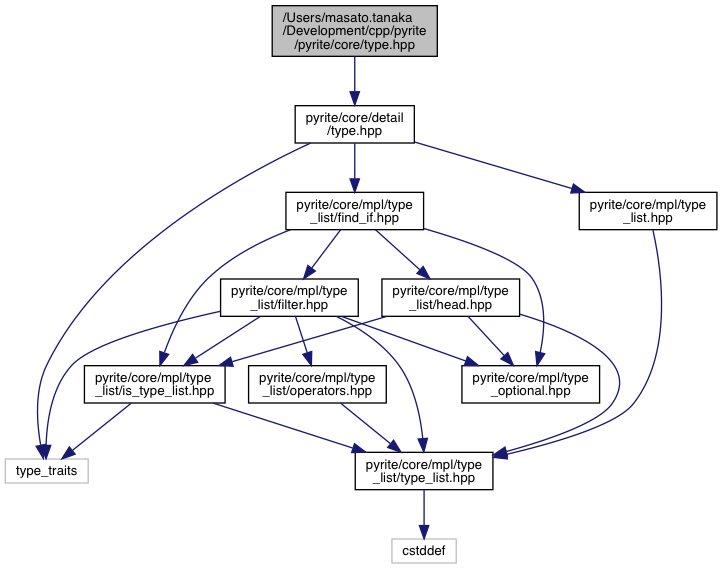 /Users/masato.tanaka
/Development/cpp/pyrite
/pyrite/core/type.hpp
pyrite/core/detail
/type.hpp
pyrite/core/mpl/type
_list/find_if.hpp
pyrite/core/mpl/type
_list.hpp
pyrite/core/mpl/type
_list/filter.hpp
pyrite/core/mpl/type
_list/head.hpp
pyrite/core/mpl/type
_list/is_type_list.hpp
pyrite/core/mpl/type
_list/operators.hpp
pyrite/core/mpl/type
_optional.hpp
type_traits
pyrite/core/mpl/type
_list/type_list.hpp
cstddef